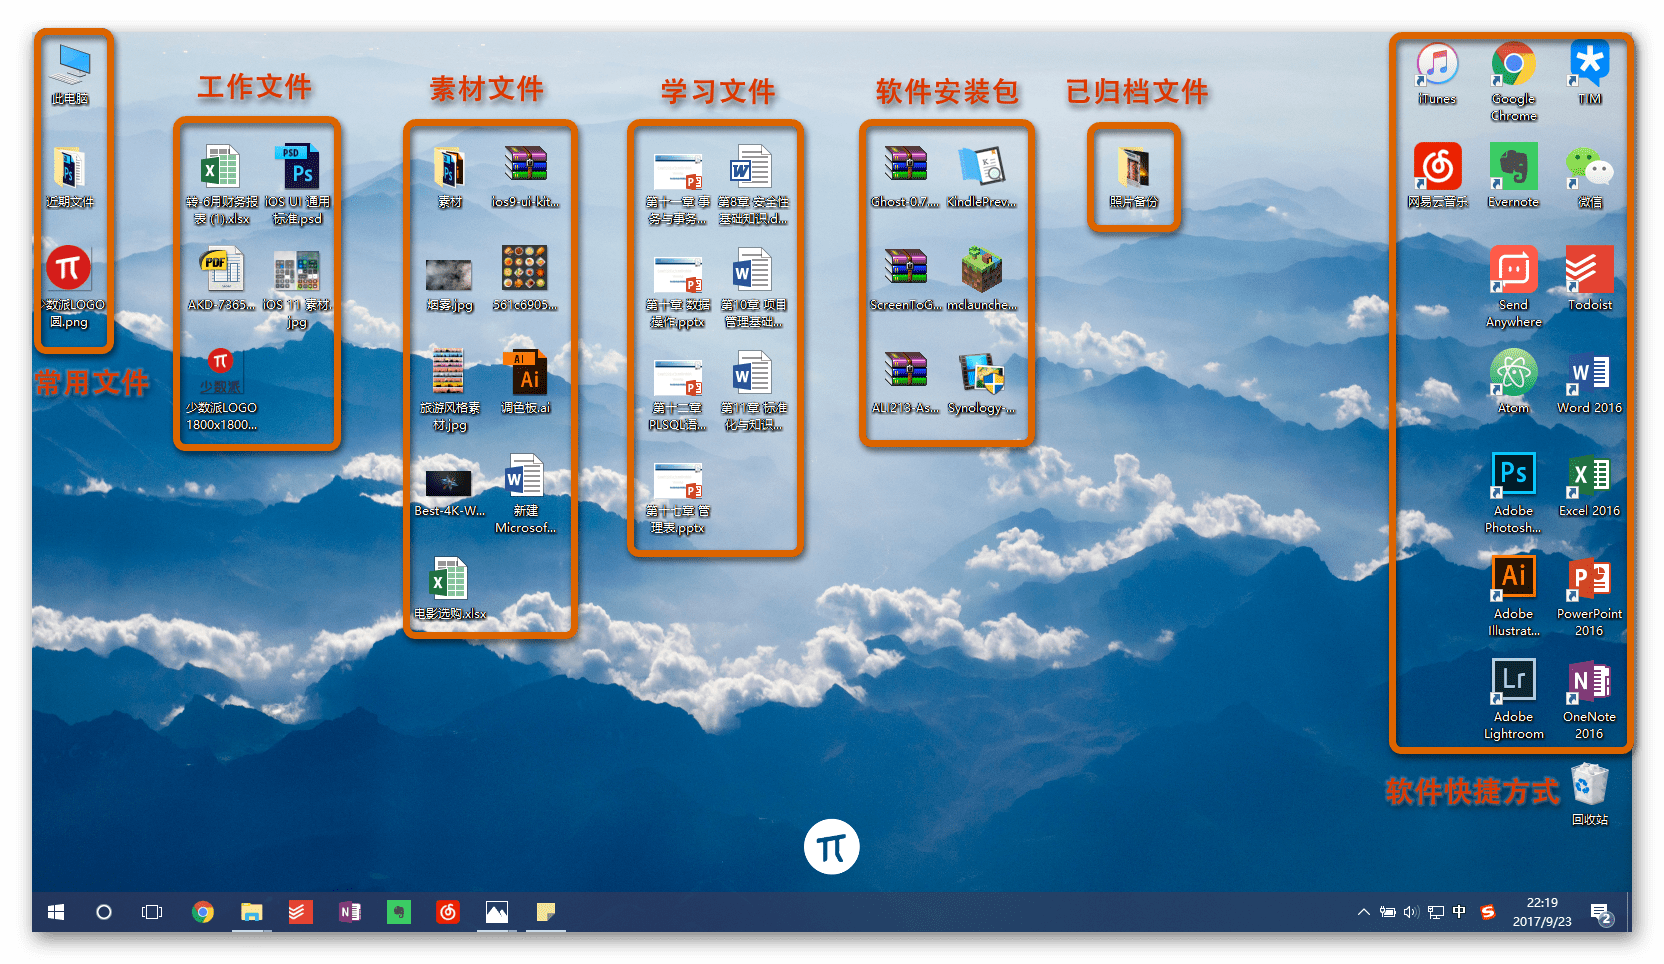 此电脑
近期文件
少数派LOGO
圆.png
常用文件
工作文件
转-6月财务报
表 (1).xlsx
iOS UI 通用
标准.psd
AKD-7365...
iOS 11 素材.
jpg
少数派LOGO
1800x1800...
素材文件
素材
ios9-ui-kit...
烟雾.jpg
561c6905...
旅游风格素
材.jpg
调色板.ai
Best-4K-W...
新建
Microsof...
电影选购.xlsx
学习文件
第十一章 事
务与事务...
第8章 安全性
基础知识.d...
第十章 数据
操作.pptx
第10章 项目
管理基础...
第十二章
PLSQL语...
第11章 标准
化与知识...
第十七章 管
理表.pptx
软件安装包
Ghost-0.7....
KindlePrev...
ScreenToG...
mclaunche...
ALI213-As...
Synology-...
已归档文件
照片备份
iTunes
Google
Chrome
TIM
网易云音乐
Evernote
微信
Send
Anywhere
Todoist
Atom
Word 2016
Adobe
Photosh...
Excel 2016
Adobe
Illustrat...
PowerPoint
2016
Adobe
Lightroom
OneNote
2016
软件快捷方式
回收站
中
22:19
2017/9/23
2